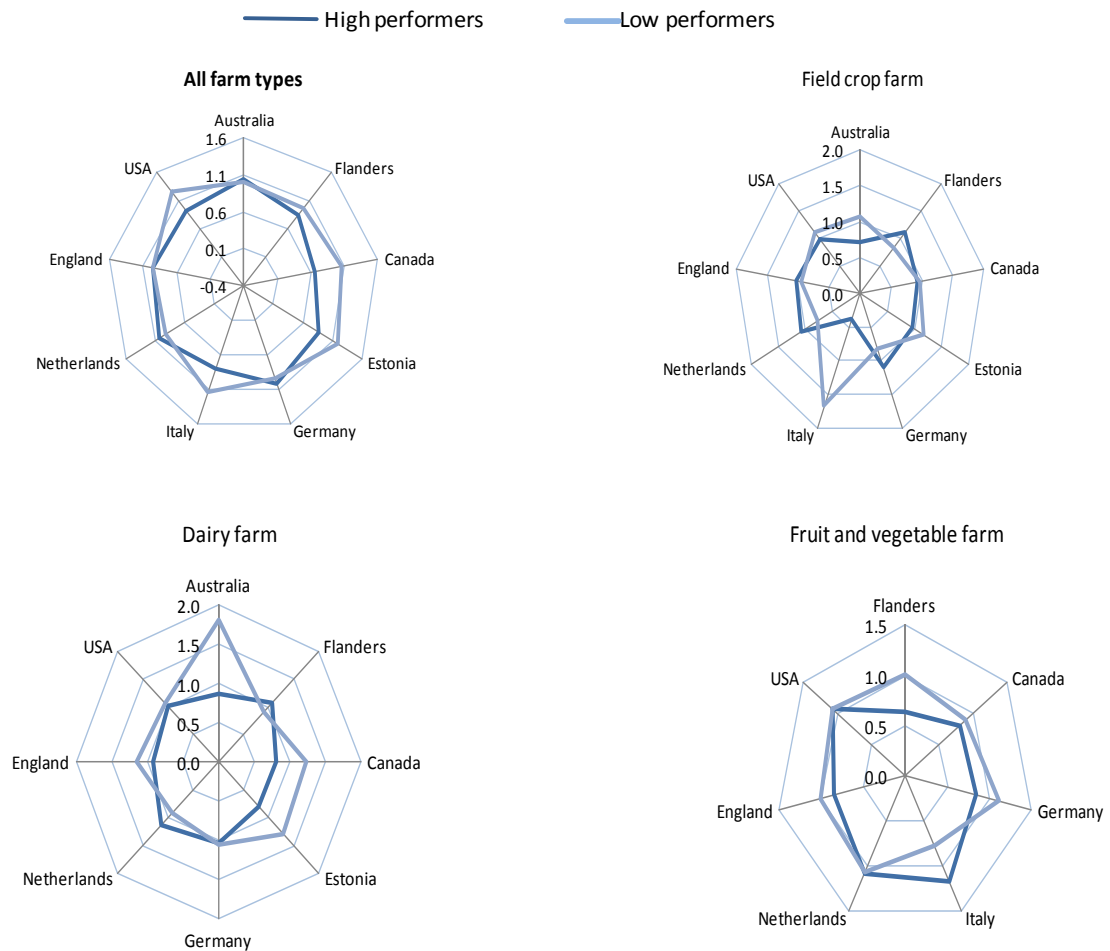 High performers Low performers
All farm types
Australia
1.6
1.1
0.6
0.1
-0.4
Flanders
Canada
Estonia
Germany
Italy
Netherlands
England
USA
Field crop farm
Australia
2.0
1.5
1.0
0.5
0.0
Flanders
Canada
Estonia
Germany
Italy
Netherlands
England
USA
Dairy farm
Australia
2.0
1.5
1.0
0.5
0.0
Flanders
Canada
Estonia
Germany
Netherlands
England
USA
Fruit and vegetable farm
Flanders
1.5
1.0
0.5
0.0
Canada
Germany
Italy
Netherlands
England
USA